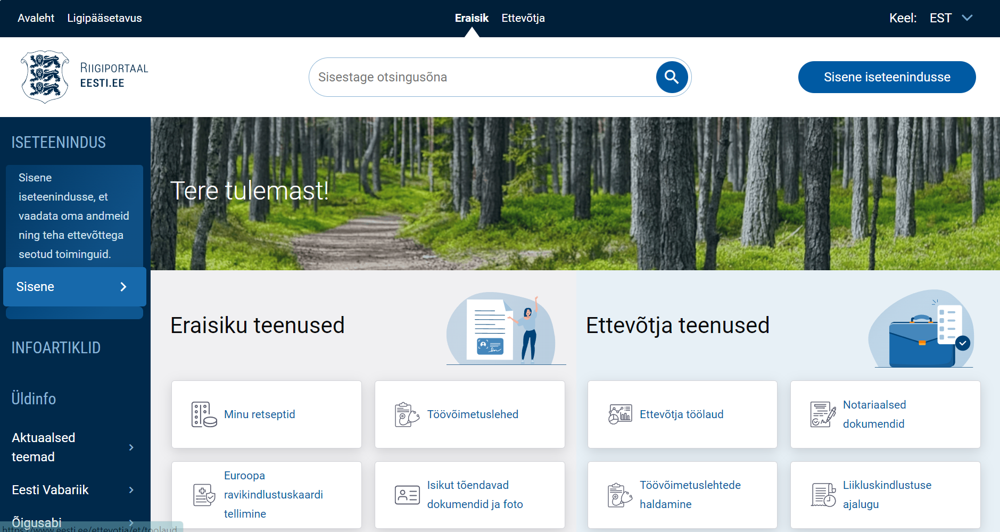 Avaleht Ligipääsetavus Eraisik Ettevõtja Keel: EST
RIIGIPORTAAL
EESTI.EE
Sisestage otsingusõna
Sisene iseteenindusse
ISETEENINDUS
Sisene
iseteenindusse, et
vaadata oma andmeid
ning teha ettevõttega
seotud toiminguid.
Sisene
INFOARTIKLID
Üldinfo
Aktuaalsed
teemad
Eesti Vabariik
Õigusabi
Tere tulemast!
Eraisiku teenused
Minu retseptid
Töövõimetuslehed
Euroopa
ravikindlustuskaardi
tellimine
Isikut tõendavad
dokumendid ja foto
Ettevõtja teenused
Ettevõtja töölaud
Notariaalsed
dokumendid
Töövõimetuslehtede
haldamine
Liikluskindlustuse
ajalugu
https://www.eesti.ee/ettevotja/et/toolaud